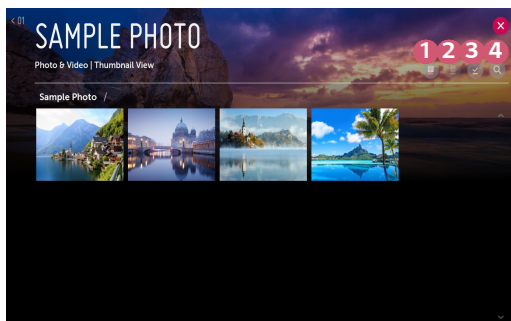 < 01
SAMPLE PHOTO
1 2 3 4
Photo & Video | Thumbnail View
Sample Photo /